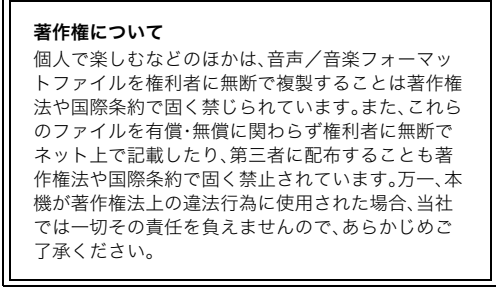 著作権について
個人で楽しむなどのほかは、音声／音楽フォーマッ
トファイルを権利者に無断で複製することは著作権
法や国際条約で固く禁じられています。また、これら
のファイルを有償・無償に関わらず権利者に無断で
ネット上で記載したり、第三者に配布することも著
作権法や国際条約で固く禁止されています。万一、本
機が著作権法上の違法行為に使用された場合、当社
では一切その責任を負えませんので、あらかじめご
了承ください。